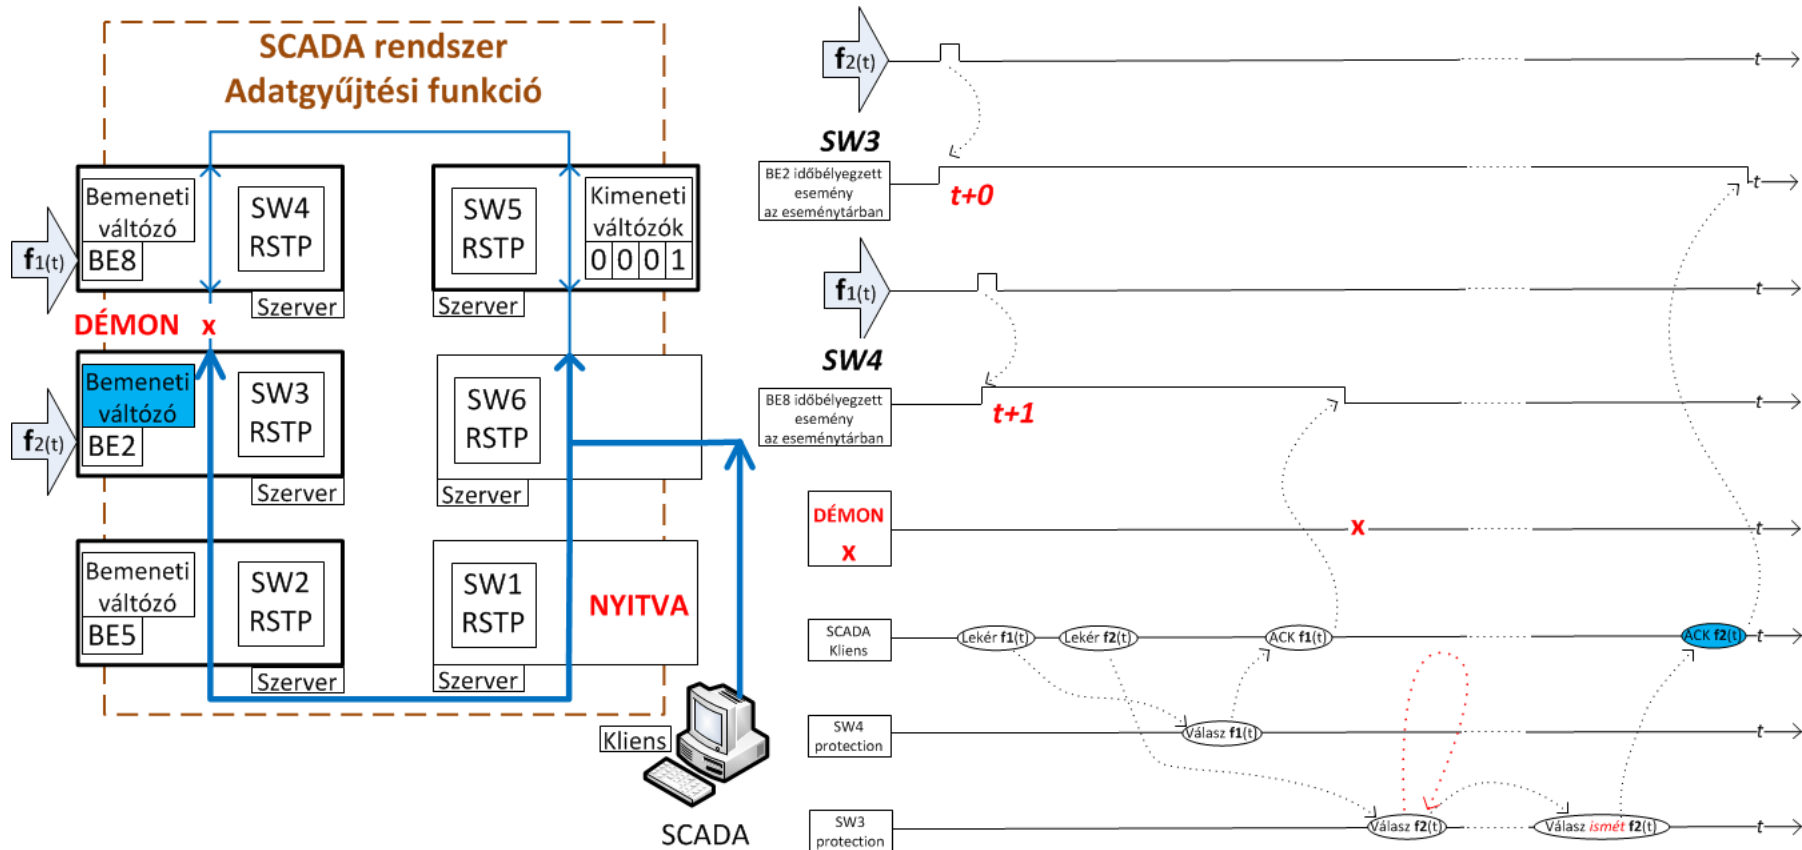 SCADA rendszer
Adatgyűjtési funkció
Bemeneti
változó
BE8
SW4
RSTP
Szerver
f1(t)
SW5
RSTP
Kimeneti
változók
0 0 0 1
Szerver
DÉMON x
Bemeneti
változó
BE2
SW3
RSTP
Szerver
f2(t)
SW6
RSTP
Szerver
Bemeneti
változó
BE5
SW2
RSTP
Szerver
SW1
RSTP
NYITVA
Szerver
Kliens
SCADA
f2(t)
t
SW3
BE2 időbélyegzett
esemény
az eseménytárban
t+0
t
f1(t)
t
SW4
BE8 időbélyegzett
esemény
az eseménytárban
t+1
t
DÉMON
x
x
t
SCADA
Kliens
Lekér f1(t)
Lekér f2(t)
ACK f1(t)
ACK f2(t)
t
SW4
protection
Válasz f1(t)
t
SW3
protection
Válasz f2(t)
Válasz ismét f2(t)
t